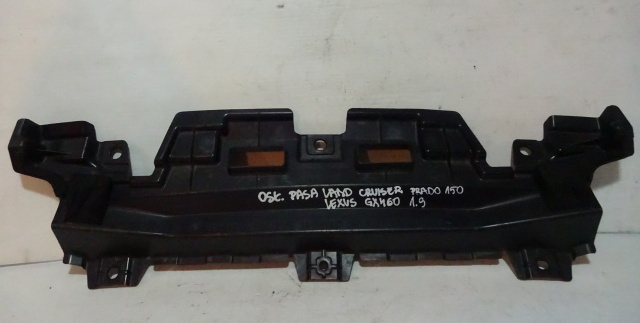 OSŁ. PASA LAND CRUISER PRADO 150
LEXUS GX460 1.9